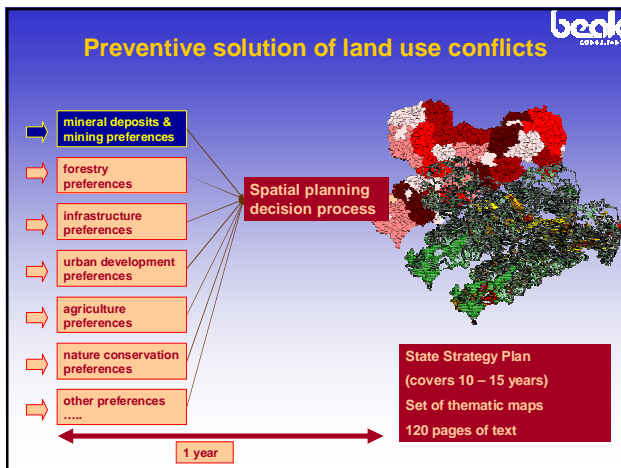 Preventive solution of land use conflicts
mineral deposits &
mining preferences
forestry
preferences
infrastructure
preferences
urban development
preferences
agriculture
preferences
nature conservation
preferences
other preferences
.....
Spatial planning
decision process
1 year
State Strategy Plan
(covers 10 – 15 years)
Set of thematic maps
120 pages of text